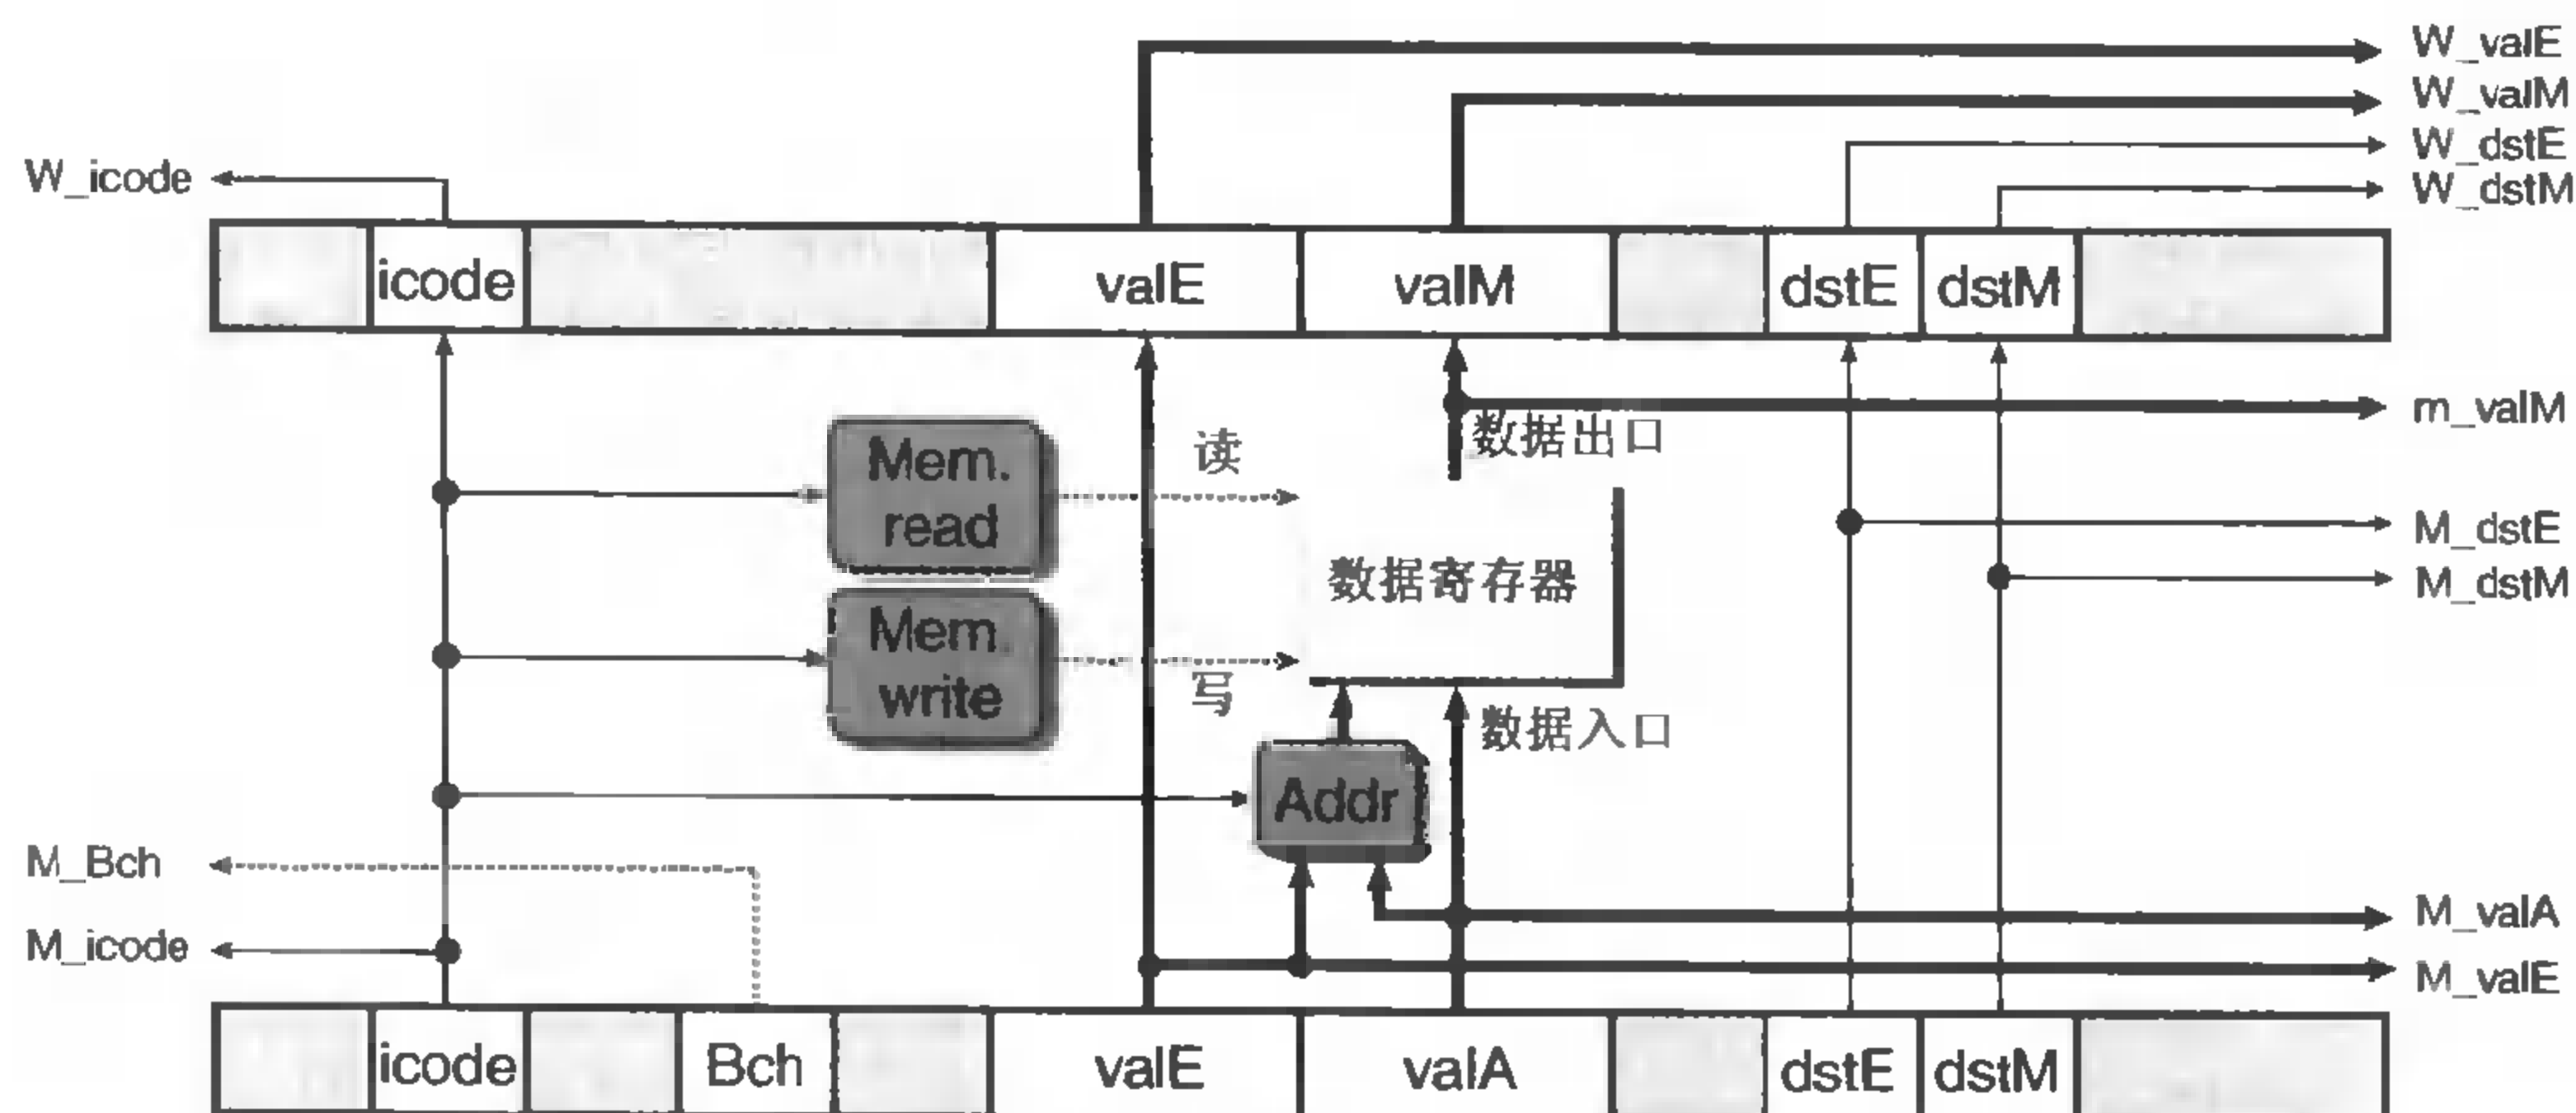 W_valE
W_valM
W_dstE
W_icode
W_dstM
icode valE valM dstE dstM
m_valM
数据出口
Mem. read
读
M_dstE
数据寄存器
M_dstM
Mem. write
写
数据入口
Addr
M_Bch
M_valA
M_icode
M_valE
icode Bch valE valA dstE dstM